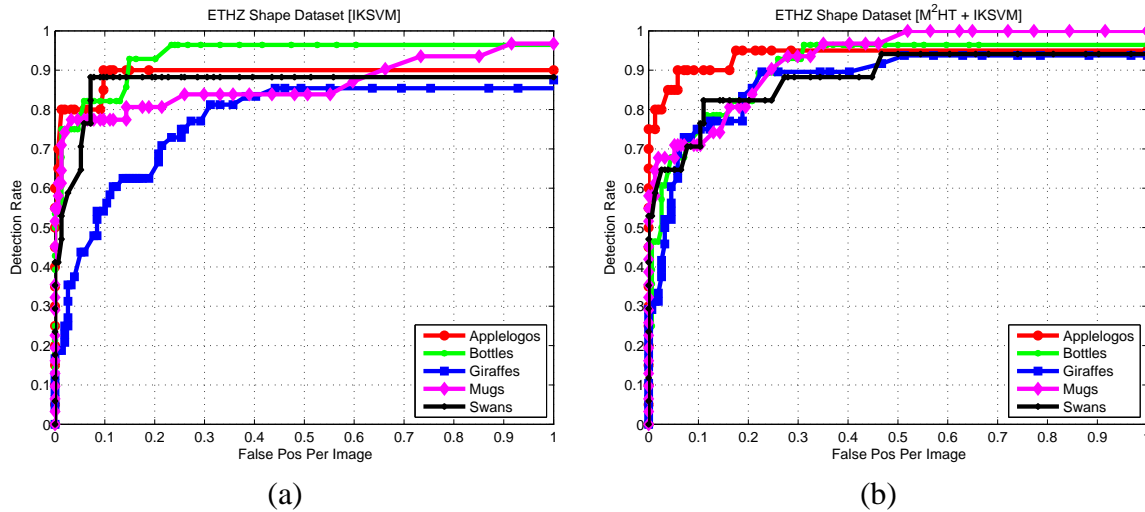 ETHZ Shape Dataset [IKSVM]
1
0.9
0.8
0.7
0.6
0.5
0.4
0.3
0.2
0.1
0
Detection Rate
Applelogos
Bottles
Giraffes
Mugs
Swans
0 0.1 0.2 0.3 0.4 0.5 0.6 0.7 0.8 0.9 1
False Pos Per Image
(a)
ETHZ Shape Dataset [M²HT + IKSVM]
1
0.9
0.8
0.7
0.6
0.5
0.4
0.3
0.2
0.1
0
Detection Rate
Applelogos
Bottles
Giraffes
Mugs
Swans
0 0.1 0.2 0.3 0.4 0.5 0.6 0.7 0.8 0.9 1
False Pos Per Image
(b)